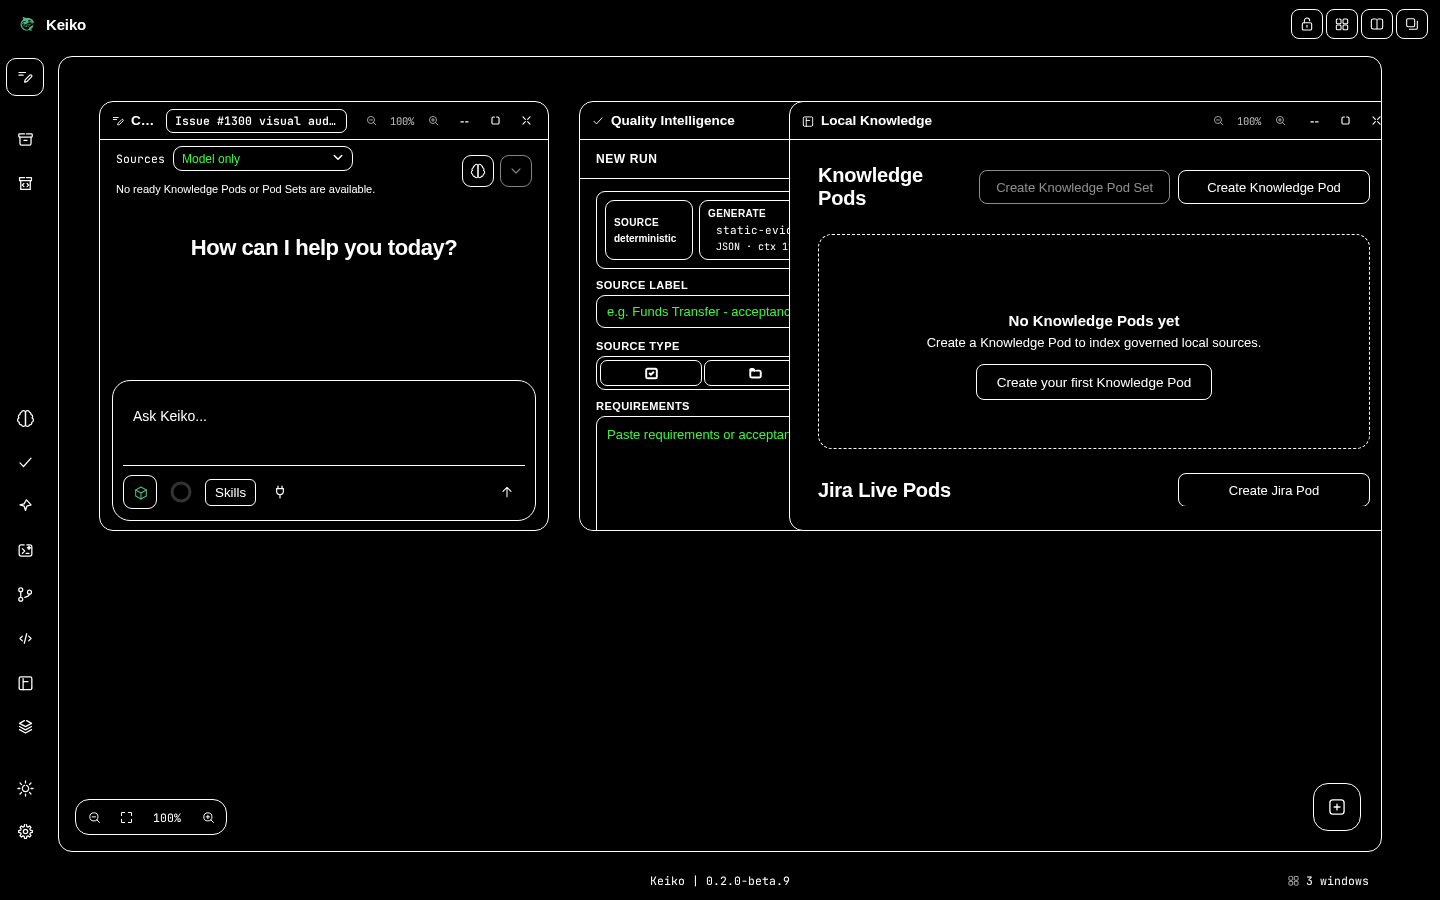 Keiko
C...
Issue #1300 visual aud…
100%
Sources
Model only
No ready Knowledge Pods or Pod Sets are available.
How can I help you today?
Ask Keiko...
Skills
Quality Intelligence
NEW RUN
SOURCE
deterministic
GENERATE
static-evid
JSON · ctx 1
SOURCE LABEL
e.g. Funds Transfer - acceptanc
SOURCE TYPE
REQUIREMENTS
Paste requirements or acceptan
Local Knowledge
100%
--
Knowledge
Pods
Create Knowledge Pod Set
Create Knowledge Pod
No Knowledge Pods yet
Create a Knowledge Pod to index governed local sources.
Create your first Knowledge Pod
Jira Live Pods
Create Jira Pod
100%
Keiko | 0.2.0-beta.9
3 windows